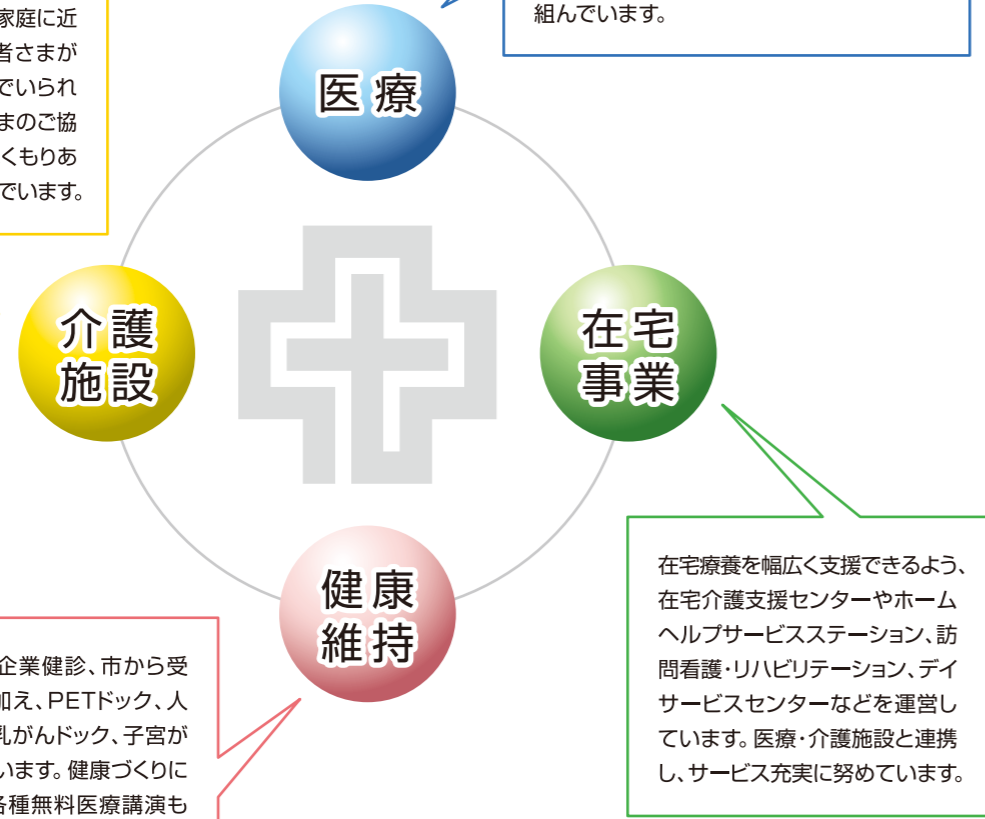 家庭に近
者さまが
でいられ
まのご協
くもりあ
でいます。
組んでいます。
医療
介護
施設
在宅
事業
健康
維持
企業健診、市から受
加え、PETドック、人
乳がんドック、子宮が
います。健康づくりに
各種無料医療講演も
在宅療養を幅広く支援できるよう、
在宅介護支援センターやホーム
ヘルプサービスステーション、訪
問看護・リハビリテーション、デイ
サービスセンターなどを運営し
ています。医療・介護施設と連携
し、サービス充実に努めています。